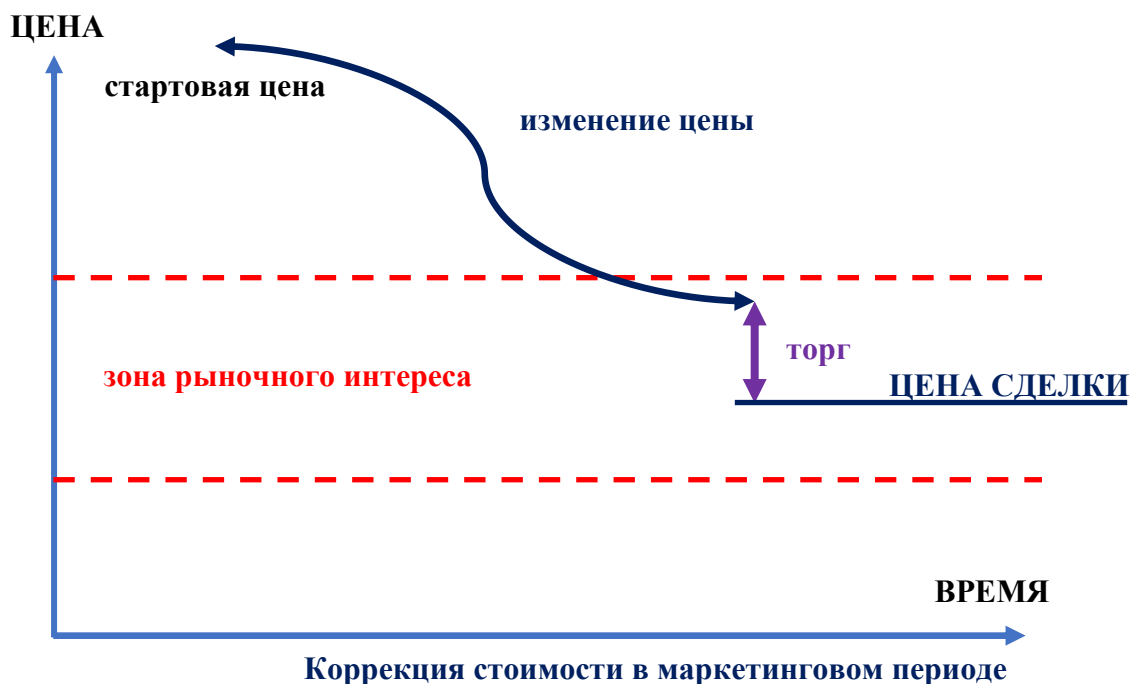 ЦЕНА
стартовая цена
изменение цены
торг
зона рыночного интереса
ЦЕНА СДЕЛКИ
ВРЕМЯ
Коррекция стоимости в маркетинговом периоде